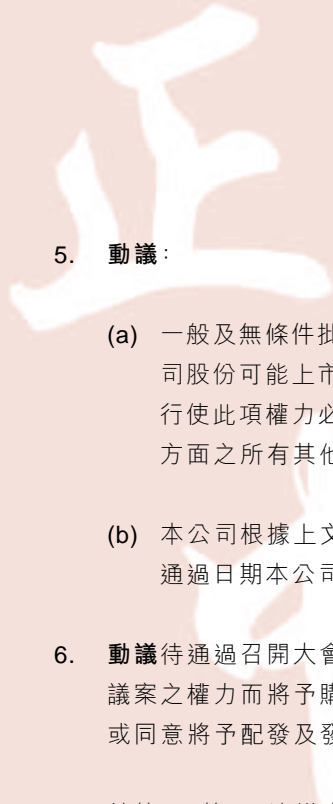 正
5. 動議：
(a) 一般及無條件批
司股份可能上市
行使此項權力必
方面之所有其他
(b) 本公司根據上文
通過日期本公司
6. 動議待通過召開大會
議案之權力而將予購
或同意將予配發及發